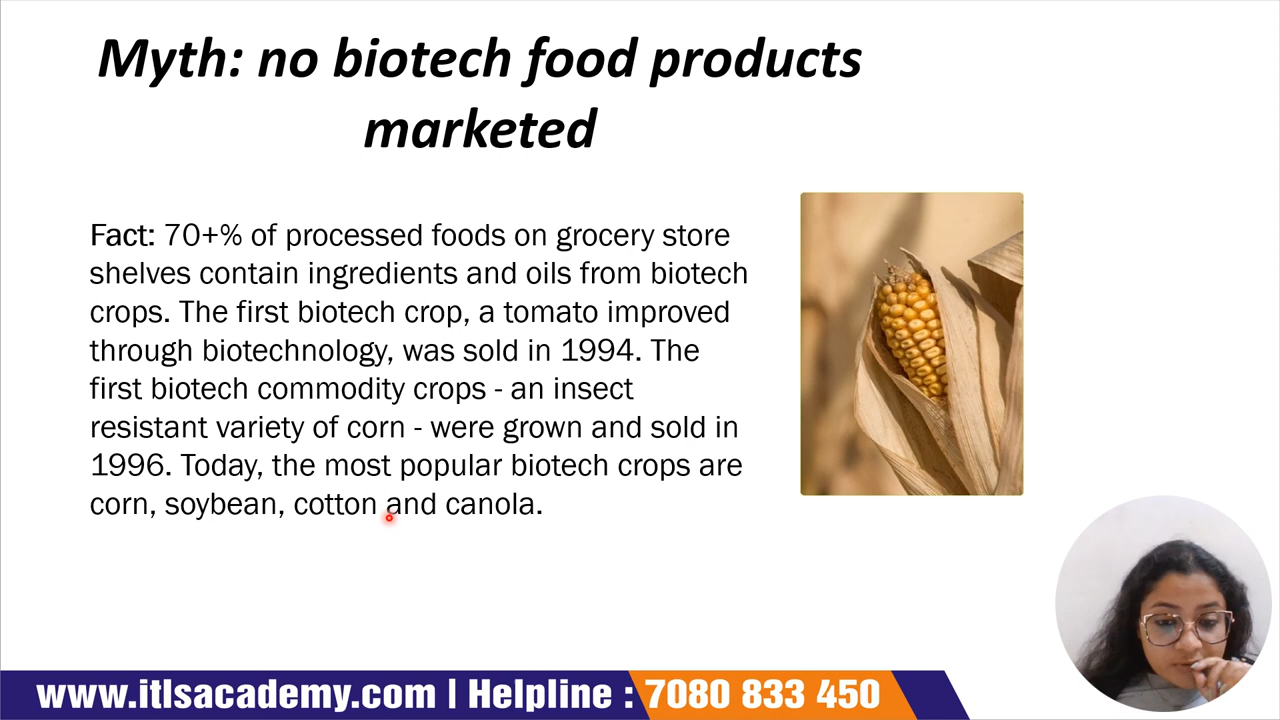 Myth: no biotech food products
marketed
Fact: 70+% of processed foods on grocery store
shelves contain ingredients and oils from biotech
crops. The first biotech crop, a tomato improved
through biotechnology, was sold in 1994. The
first biotech commodity crops - an insect
resistant variety of corn - were grown and sold in
1996. Today, the most popular biotech crops are
corn, soybean, cotton and canola.
www.itlsacademy.com | Helpline : 7080 833 450